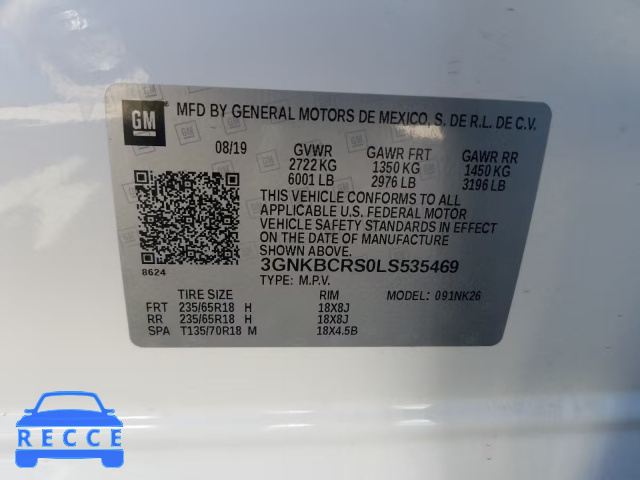 GM MFD BY GENERAL MOTORS DE MEXICO, S. DE R.L. DE C.V.
08/19 GVWR GAWR FRT GAWR RR
2722 KG 1350 KG 1450 KG
6001 LB 2976 LB 3196 LB
THIS VEHICLE CONFORMS TO ALL
APPLICABLE U.S. FEDERAL MOTOR
VEHICLE SAFETY STANDARDS IN
EFFECT ON THE DATE OF MANUFACTURE
SHOWN ABOVE.
8624 3GNKBCRS0LS535469
TYPE: M.P.V.
TIRE SIZE RIM MODEL: 091NK26
FRT 235/65R18 H 18X8J
RR 235/65R18 H 18X8J
SPA T135/70R18 M 18X4.5B
RECCE